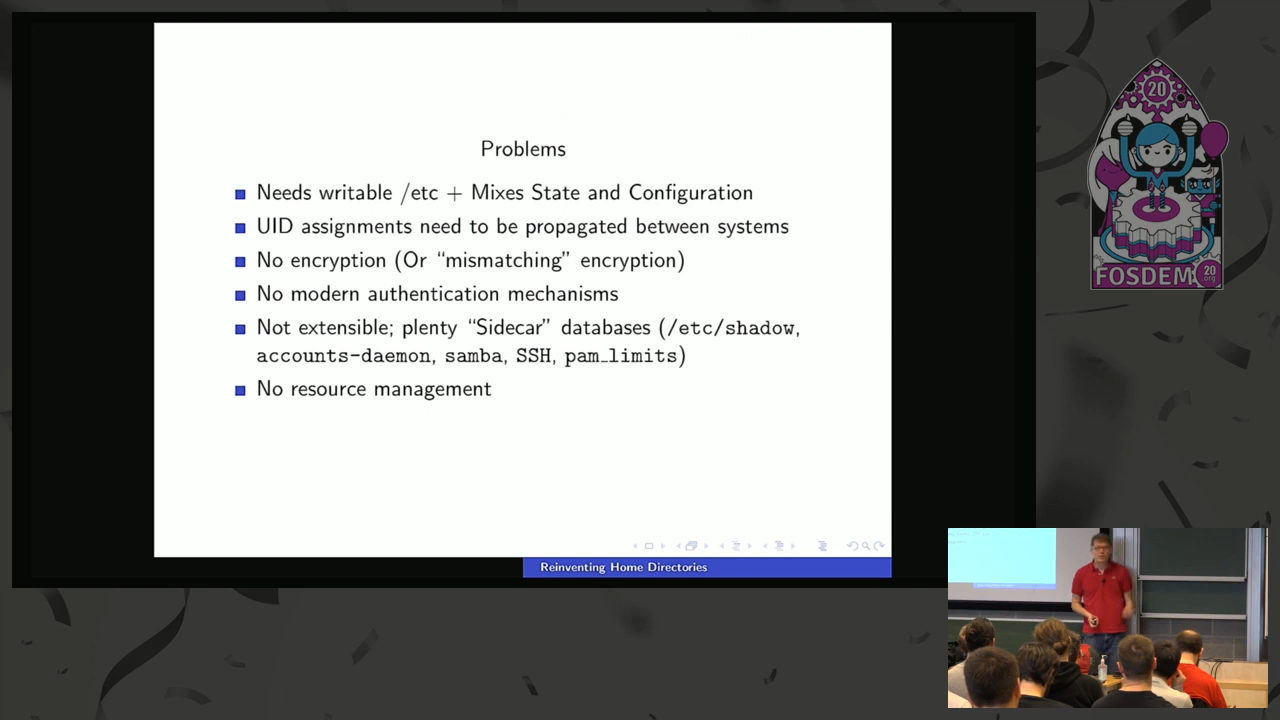 Problems
Needs writable /etc + Mixes State and Configuration
UID assignments need to be propagated between systems
No encryption (Or “mismatching” encryption)
No modern authentication mechanisms
Not extensible; plenty “Sidecar” databases (/etc/shadow,
accounts-daemon, samba, SSH, pam_limits)
No resource management
Reinventing Home Directories
20
FOSDEM
20
.org